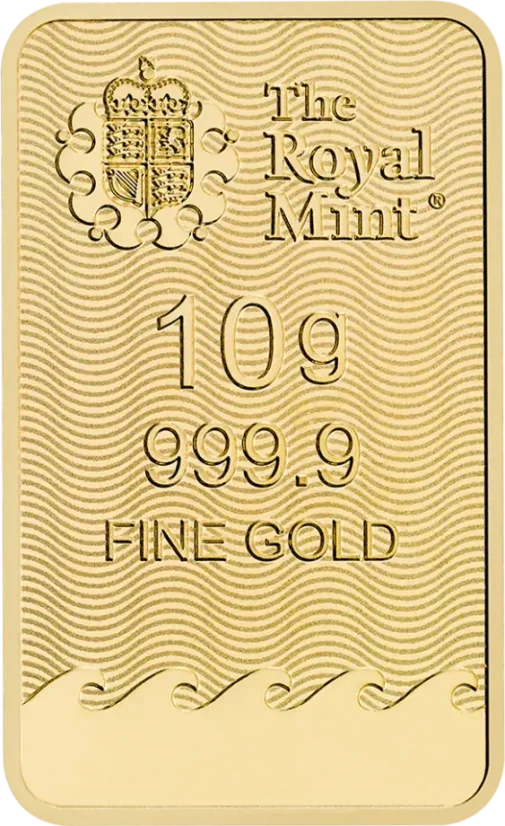 The
Royal
Mint®
10g
999.9
FINE GOLD